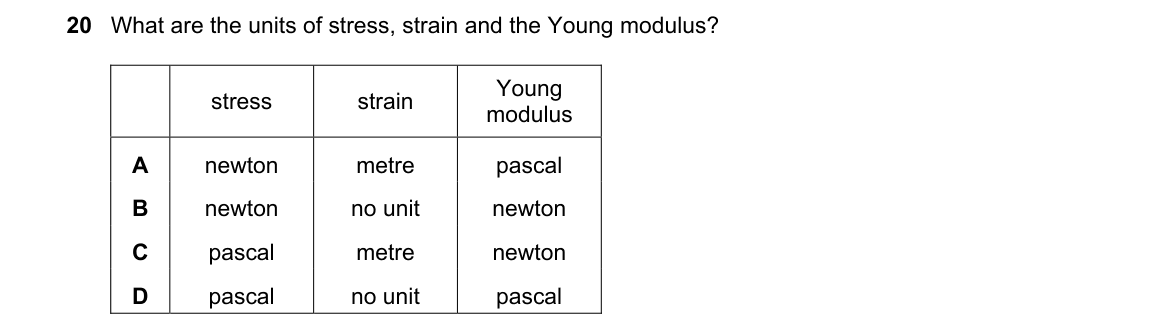 20 What are the units of stress, strain and the Young modulus?
stress strain Young modulus
A newton metre pascal
B newton no unit newton
C pascal metre newton
D pascal no unit pascal